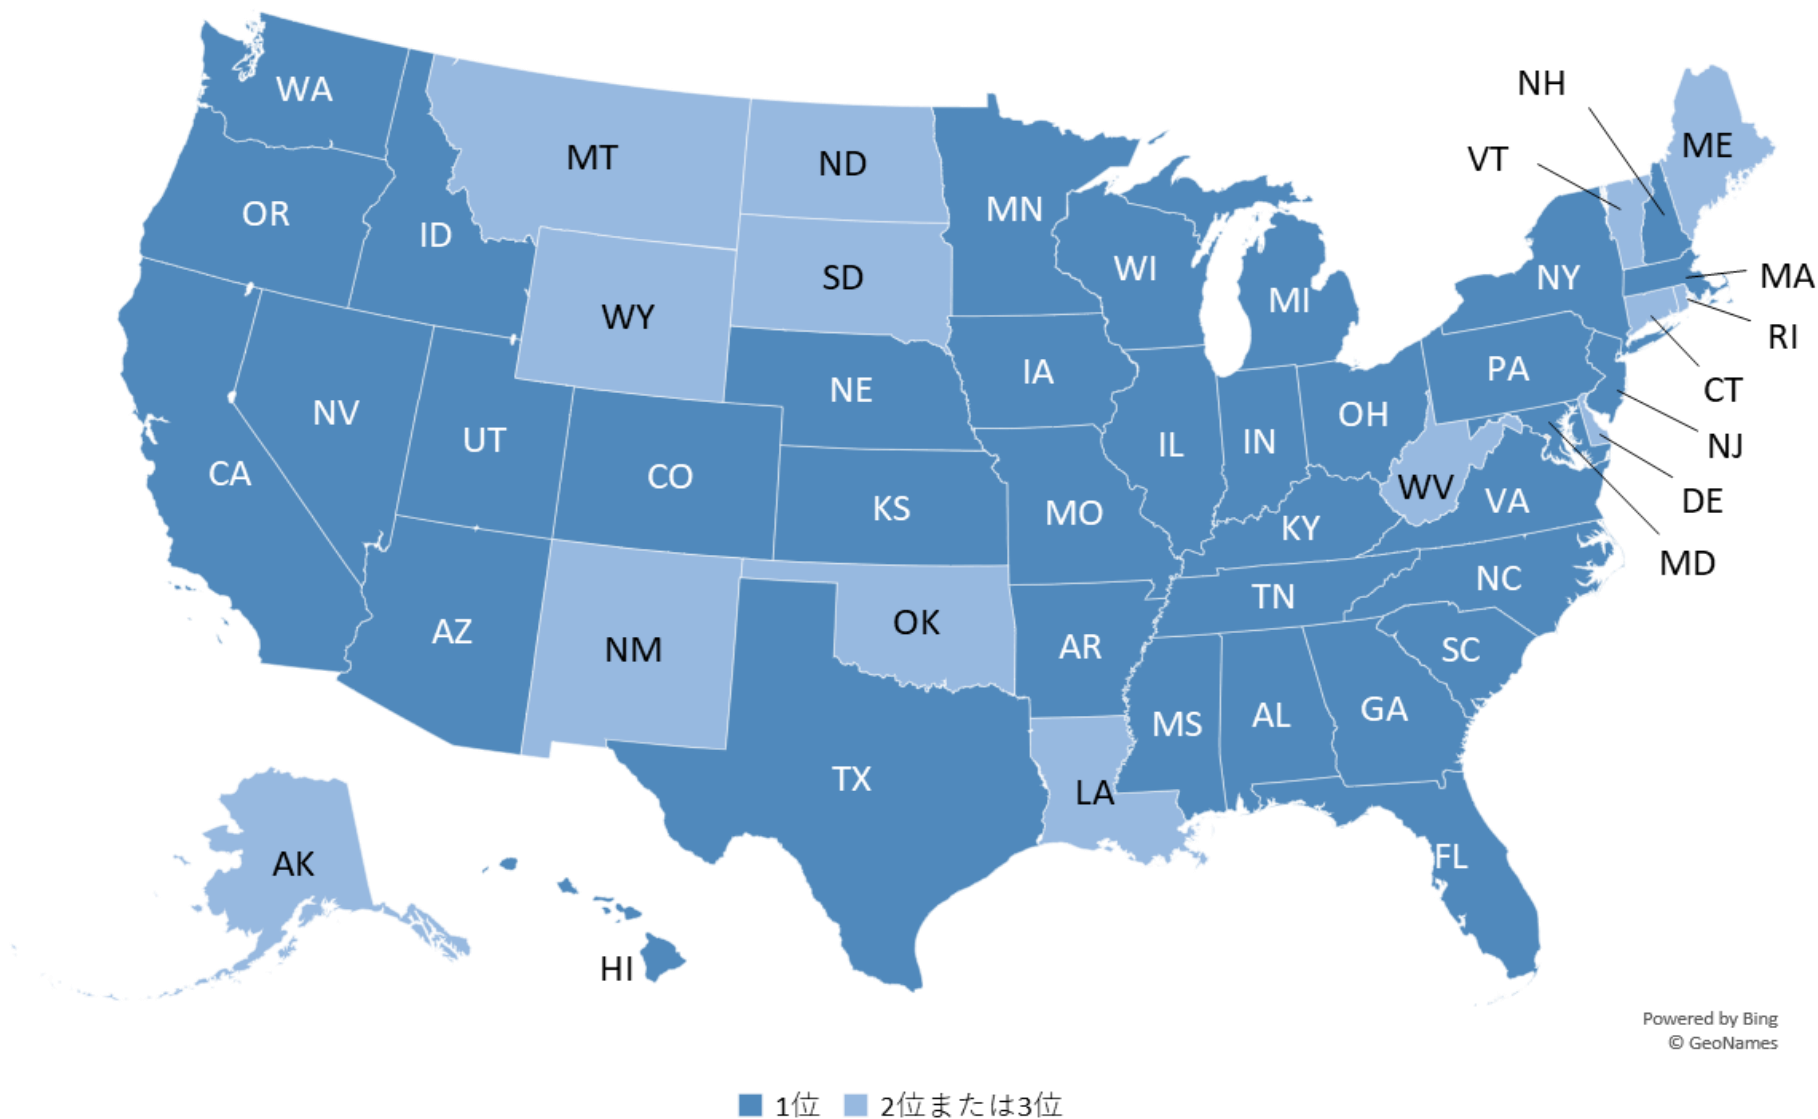 NH
WA
ME
VT
MT
ND
MN
OR
ID
WI
NY
MA
SD
MI
WY
RI
PA
IA
CT
NE
NV
OH
UT
IL
IN
NJ
CA
CO
WV
VA
DE
KS
MO
KY
MD
NC
TN
AZ
NM
OK
AR
SC
MS
AL
GA
TX
LA
FL
AK
HI
Powered by Bing
© GeoNames
1位 2位または3位